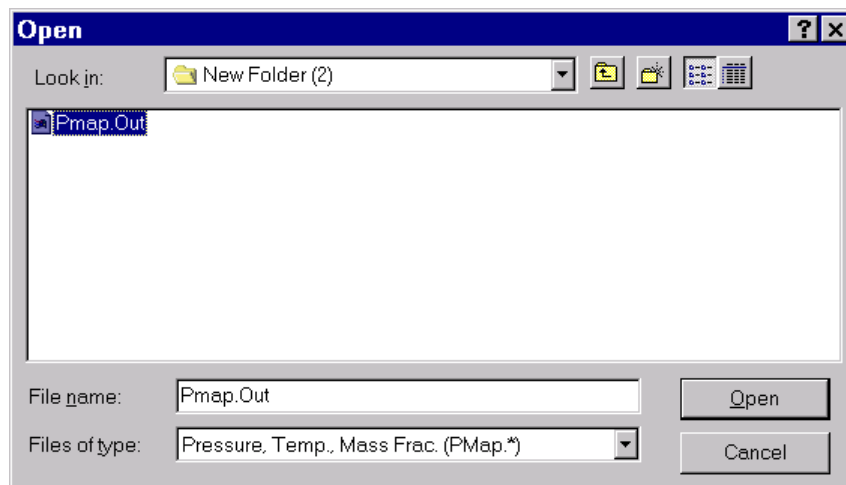 Open
Look in: New Folder (2)
Pmap.Out
File name: Pmap.Out Open
Files of type: Pressure, Temp., Mass Frac. (PMap.*) Cancel